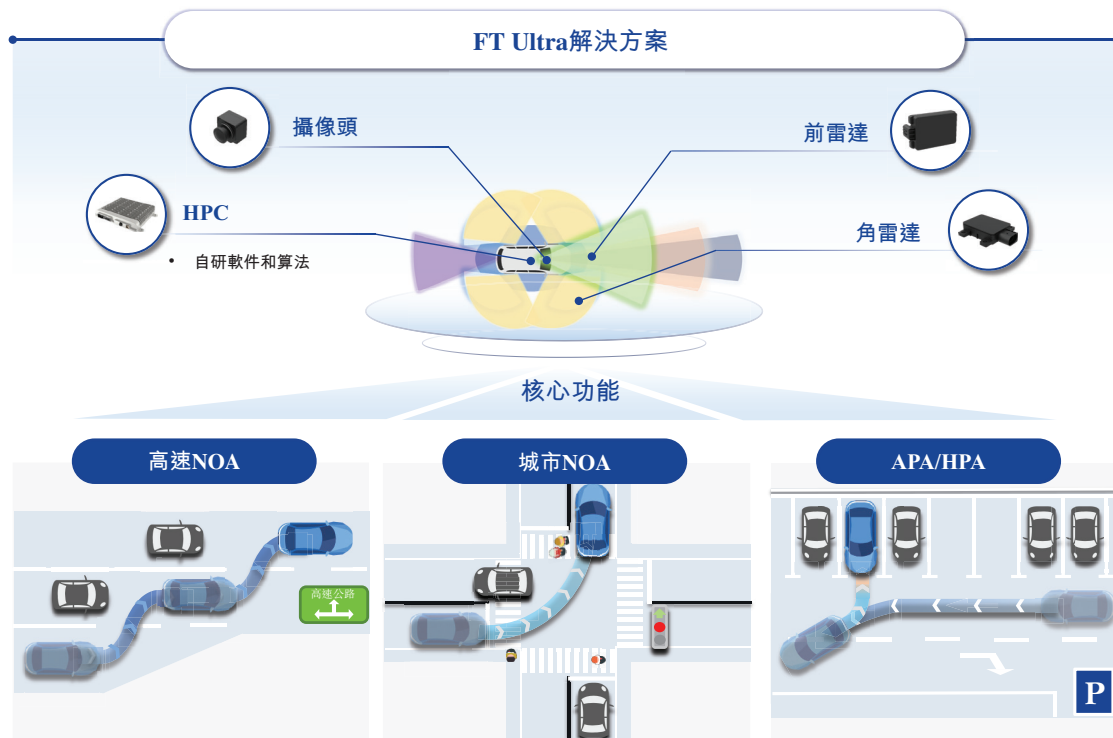 FT Ultra解決方案
攝像頭
前雷達
HPC
角雷達
• 自研軟件和算法
核心功能
高速NOA
城市NOA
APA/HPA
高速公路
P